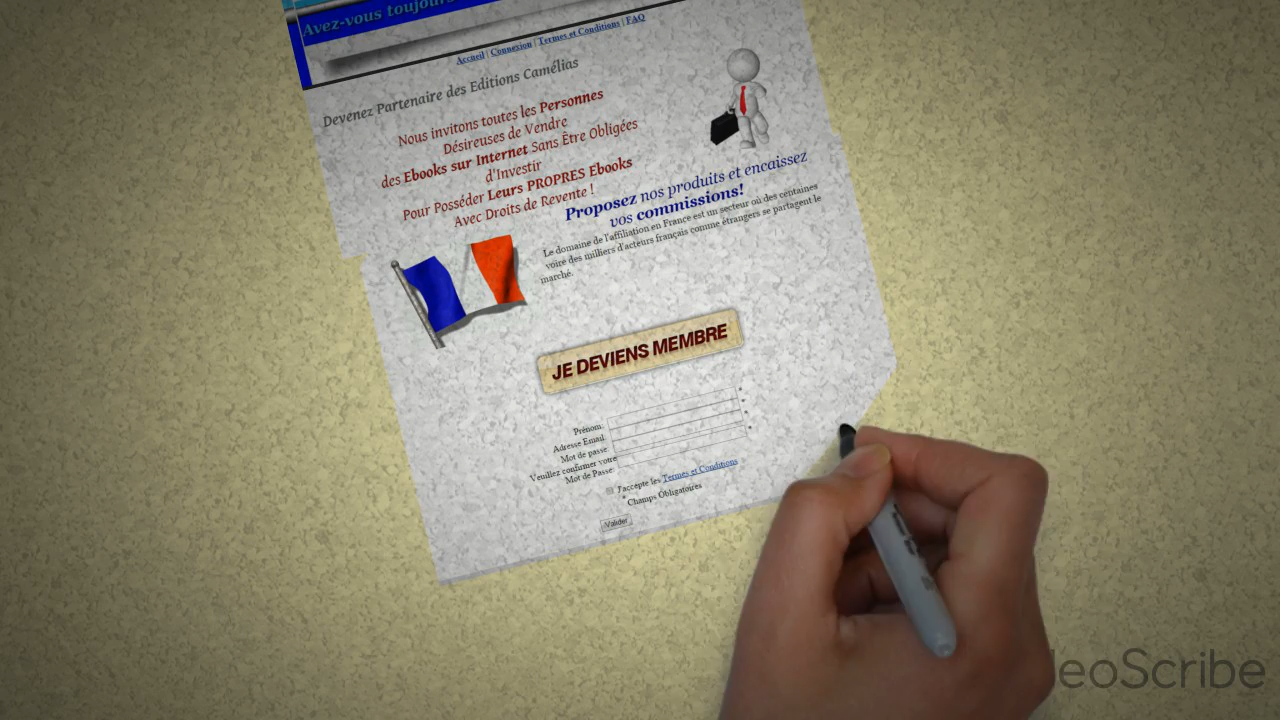 Avez-vous toujours
Accueil | Connexion | Termes et Conditions | FAQ
Devenez Partenaire des Editions Camélias
Nous invitons toutes les Personnes
Désireuses de Vendre
des Ebooks sur Internet Sans Être Obligées
d'Investir
Pour Posséder Leurs PROPRES Ebooks
Avec Droits de Revente !
Proposez nos produits et encaissez
vos commissions!
Le domaine de l'affiliation en France est un secteur où des centaines
voire des milliers d'acteurs français comme étrangers se partagent le
marché.
JE DEVIENS MEMBRE
Prénom: *
Adresse Email: *
Mot de passe: *
Veuillez confirmer votre
Mot de Passe: *
J'accepte les Termes et Conditions
* Champs Obligatoires
Valider
leoScribe